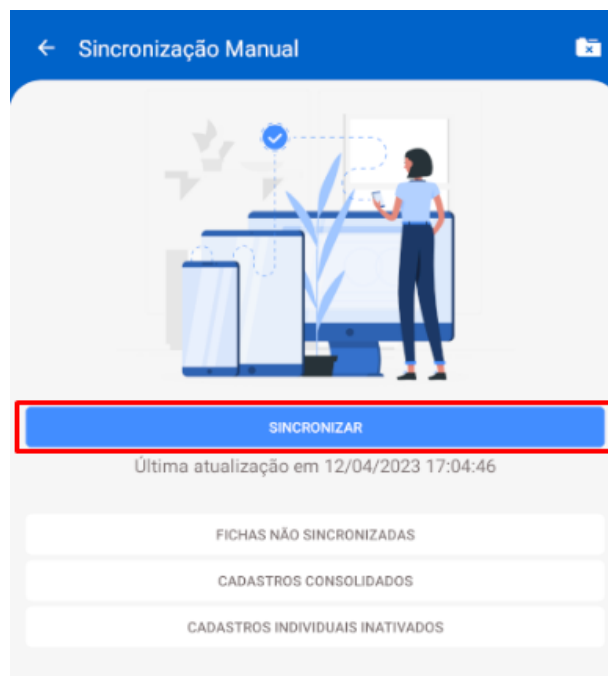 Sincronização Manual
SINCRONIZAR
Última atualização em 12/04/2023 17:04:46
FICHAS NÃO SINCRONIZADAS
CADASTROS CONSOLIDADOS
CADASTROS INDIVIDUAIS INATIVADOS